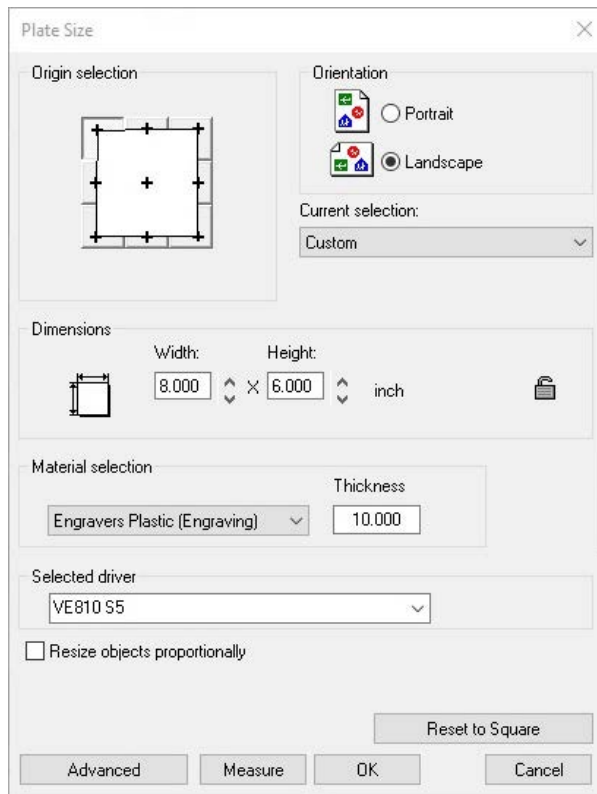 Plate Size
Origin selection
Orientation
Portrait
Landscape
Current selection:
Custom
Dimensions
Width:
Height:
8.000 X 6.000 inch
Material selection
Thickness
Engravers Plastic (Engraving)
10.000
Selected driver
VE810 S5
Resize objects proportionally
Reset to Square
Advanced
Measure
OK
Cancel